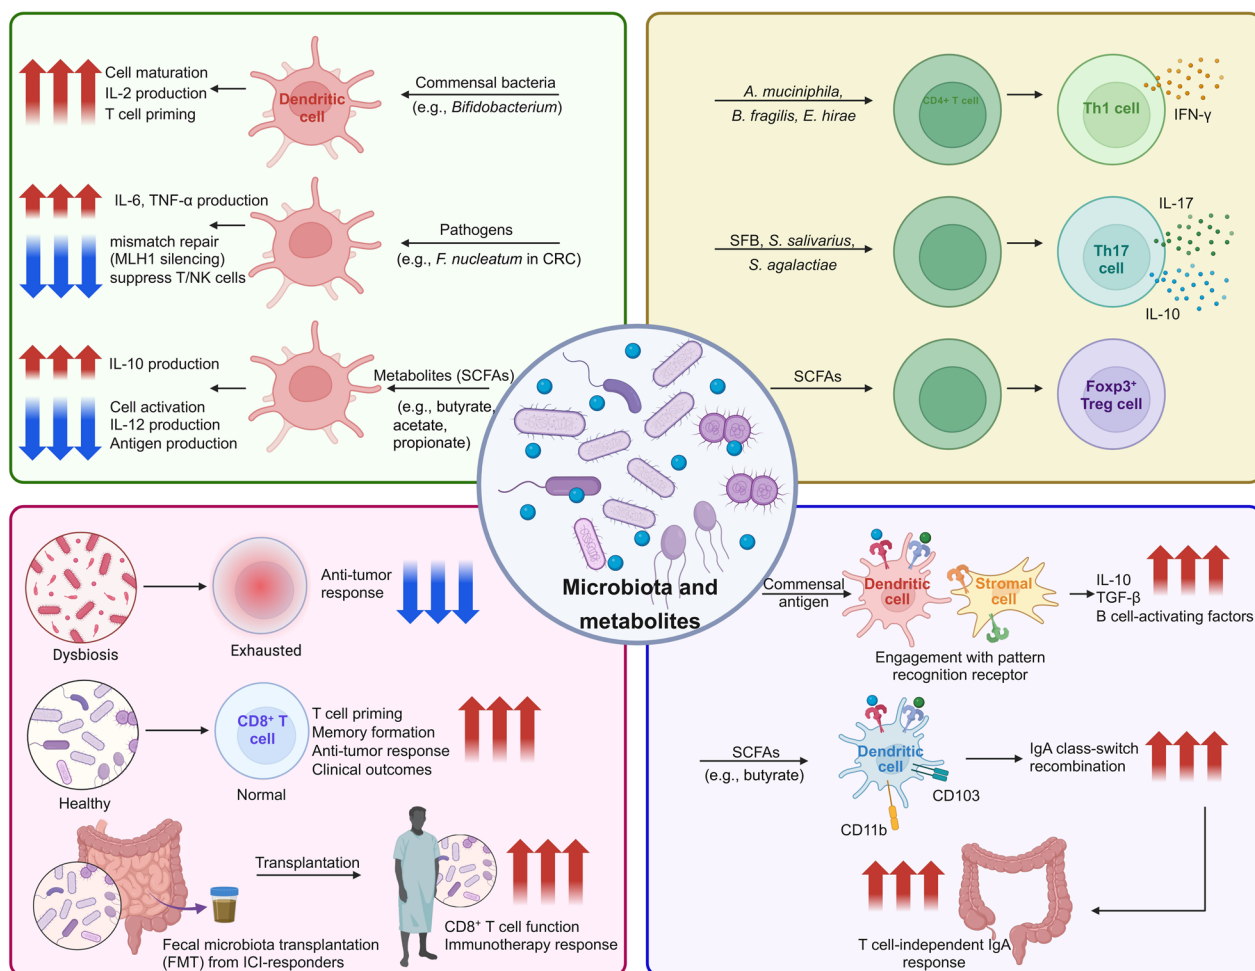 Cell maturation
IL-2 production
T cell priming
Dendritic
cell
Commensal bacteria
(e.g., Bifidobacterium)
IL-6, TNF-α production
mismatch repair
(MLH1 silencing)
suppress T/NK cells
Pathogens
(e.g., F. nucleatum in CRC)
IL-10 production
Cell activation
IL-12 production
Antigen production
Metabolites (SCFAs)
(e.g., butyrate,
acetate,
propionate)
A. muciniphila,
B. fragilis, E. hirae
CD4+ T cell
Th1 cell
IFN-γ
SFB, S. salivarius,
S. agalactiae
Th17
cell
IL-17
IL-10
SCFAs
Foxp3⁺
Treg cell
Microbiota and
metabolites
Dysbiosis
Exhausted
Anti-tumor
response
Healthy
CD8⁺ T
cell
Normal
T cell priming
Memory formation
Anti-tumor response
Clinical outcomes
Transplantation
Fecal microbiota transplantation
(FMT) from ICI-responders
CD8⁺ T cell function
Immunotherapy response
Commensal
antigen
Dendritic
cell
Stromal
cell
IL-10
TGF-β
B cell-activating factors
Engagement with pattern
recognition receptor
SCFAs
(e.g., butyrate)
Dendritic
cell
CD103
CD11b
IgA class-switch
recombination
T cell-independent IgA
response